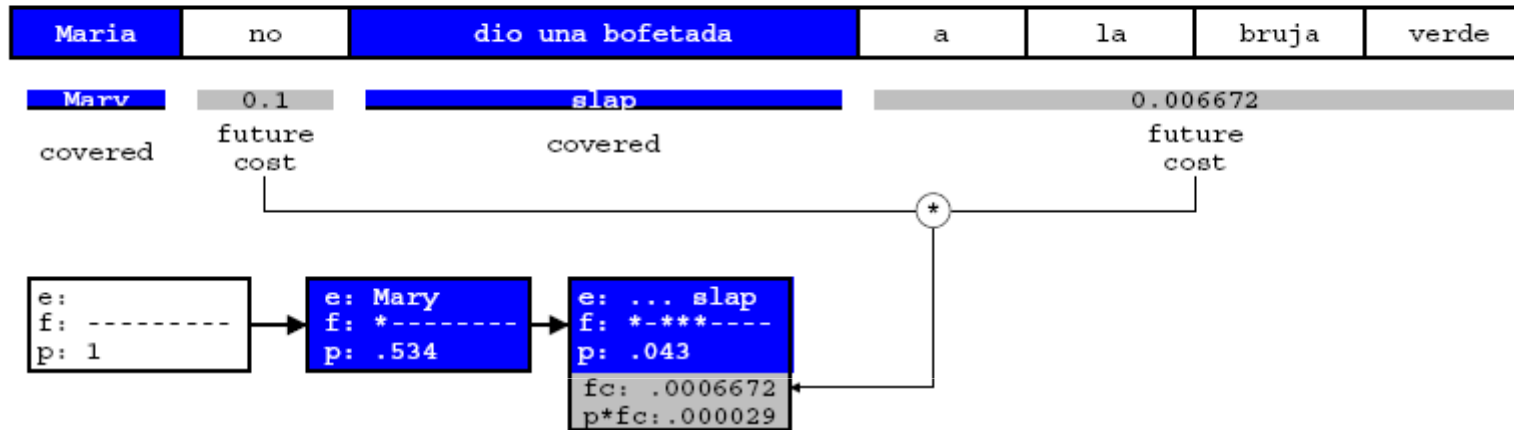 Maria no dio una bofetada a la bruja verde
Mary 0.1 slap 0.006672
covered future cost covered future cost
*
e:
f: ---------
p: 1
e: Mary
f: *--------
p: .534
e: ... slap
f: *-***----
p: .043
fc: .0006672
p*fc:.000029